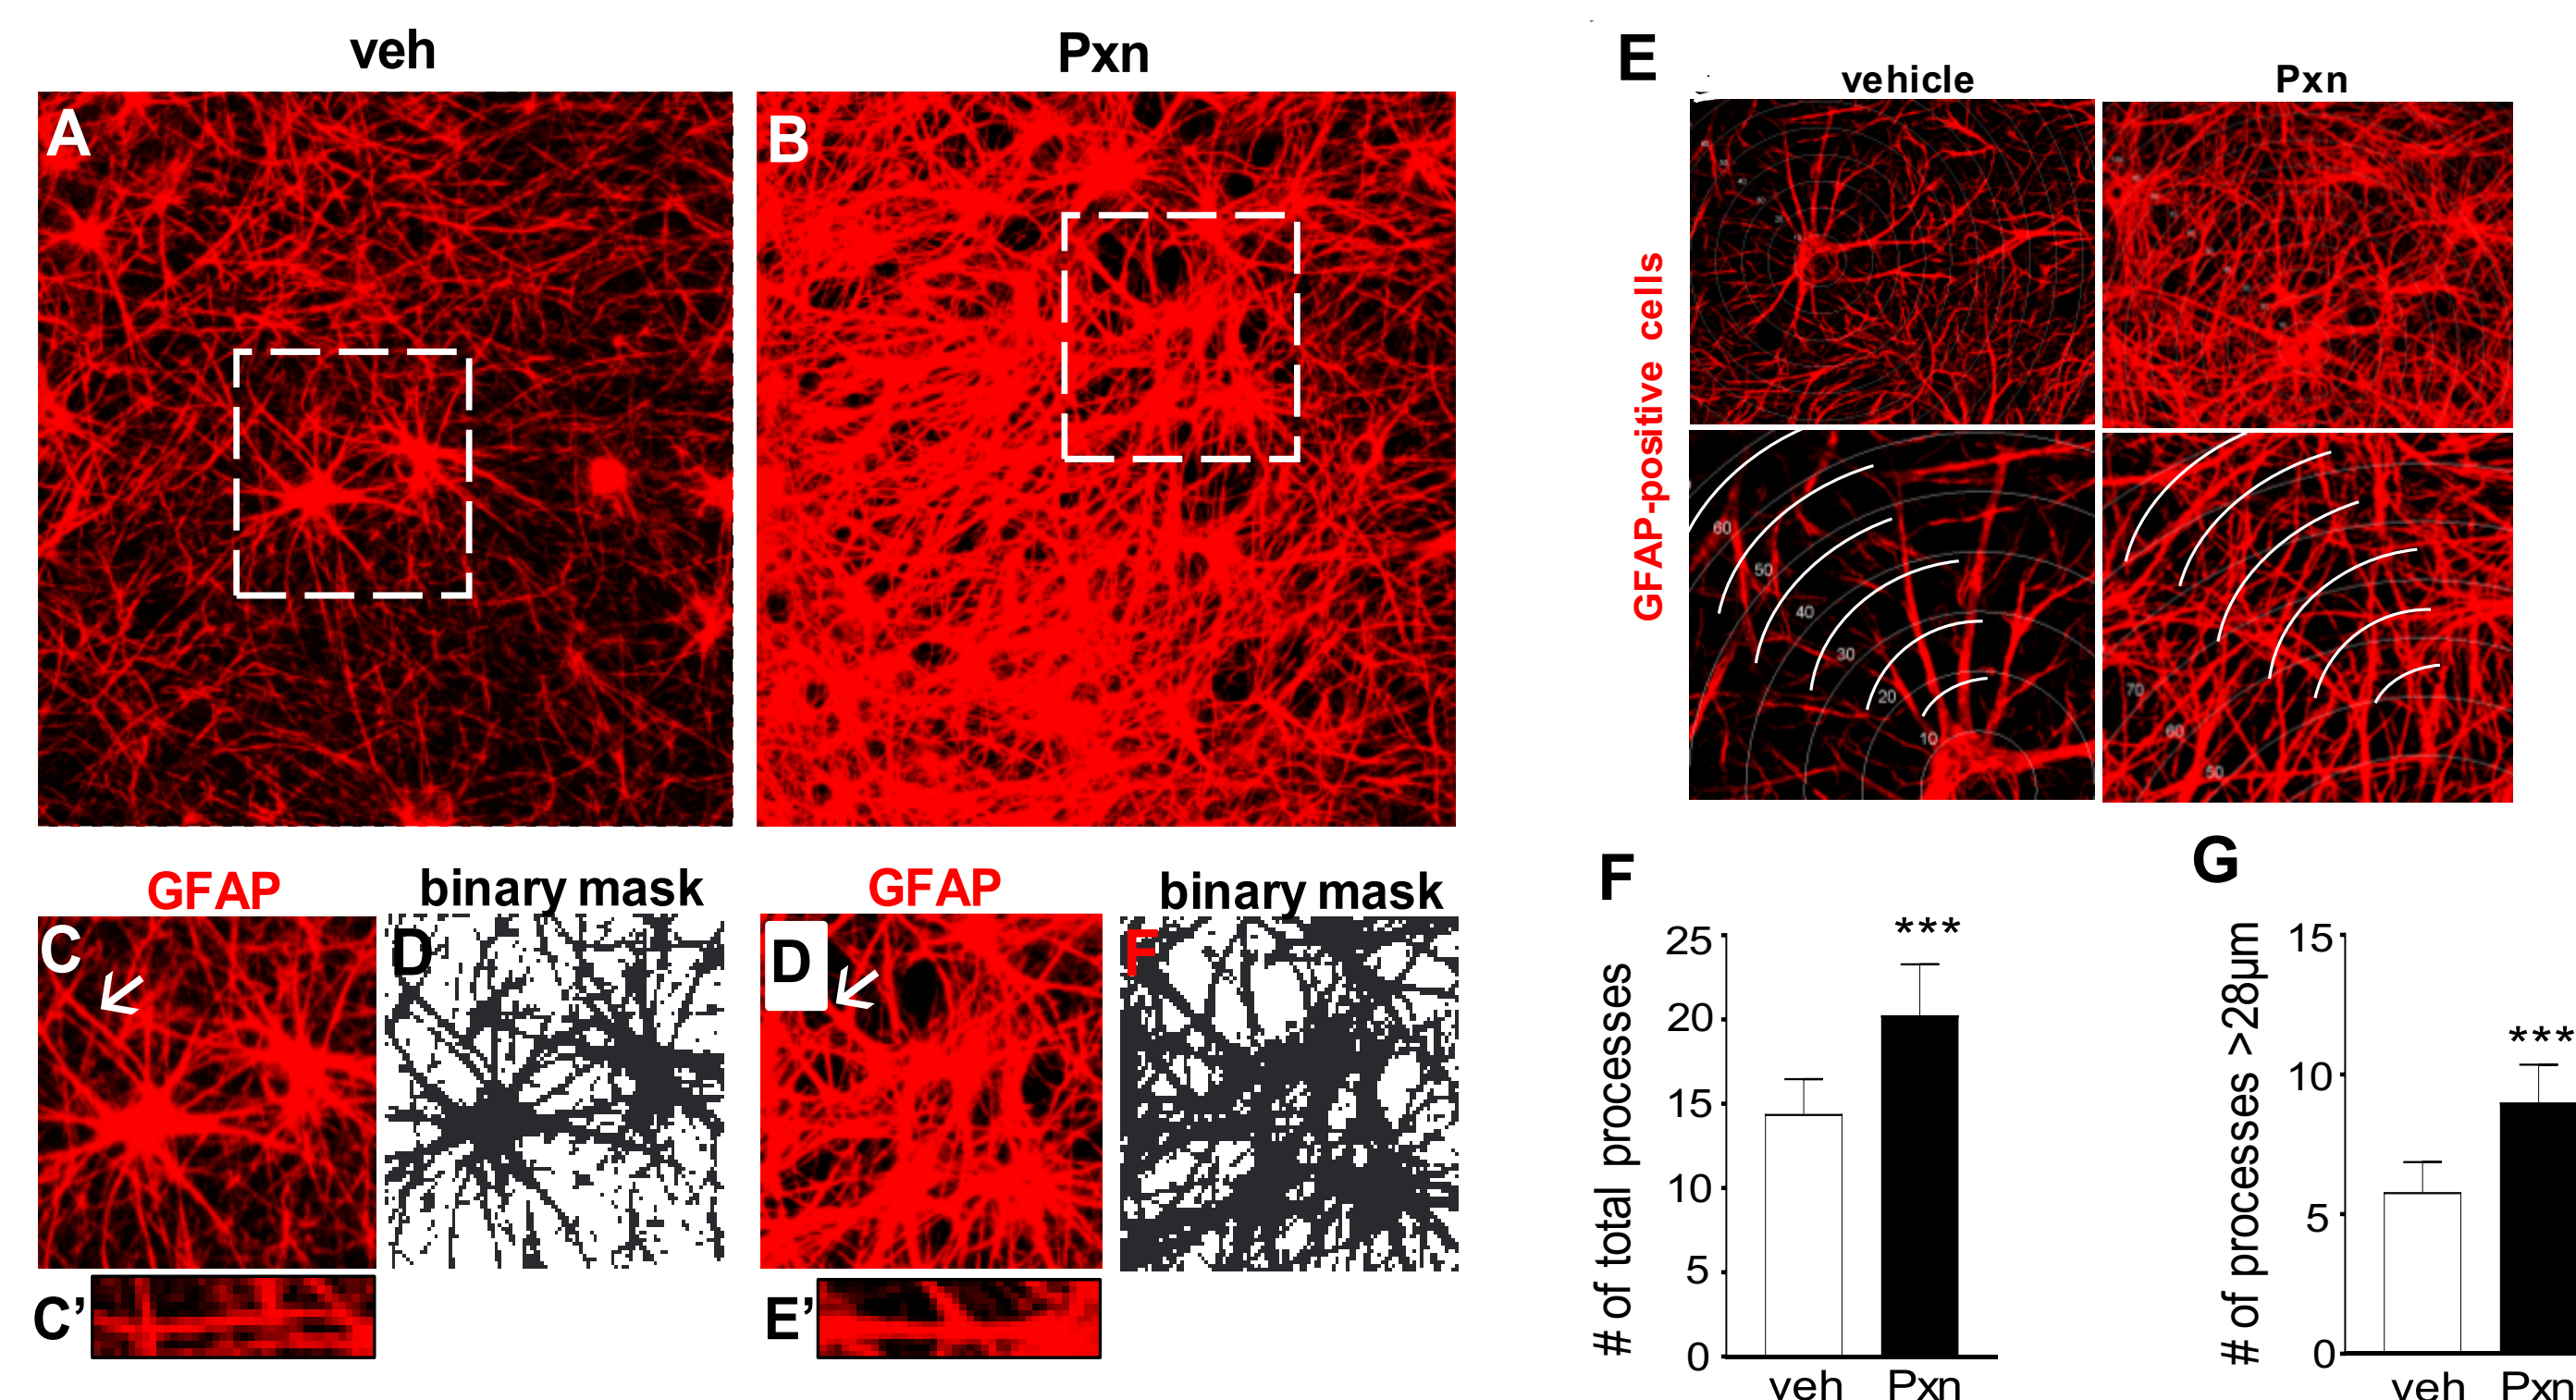 veh
Pxn
A
B
GFAP
binary mask
GFAP
binary mask
C
D
D
F
C’
E’
E
vehicle
Pxn
GFAP-positive cells
60
50
40
30
20
10
70
60
50
F
# of total processes
25
20
15
10
5
0
***
veh
Pxn
G
# of processes >28µm
15
10
5
0
***
veh
Pxn